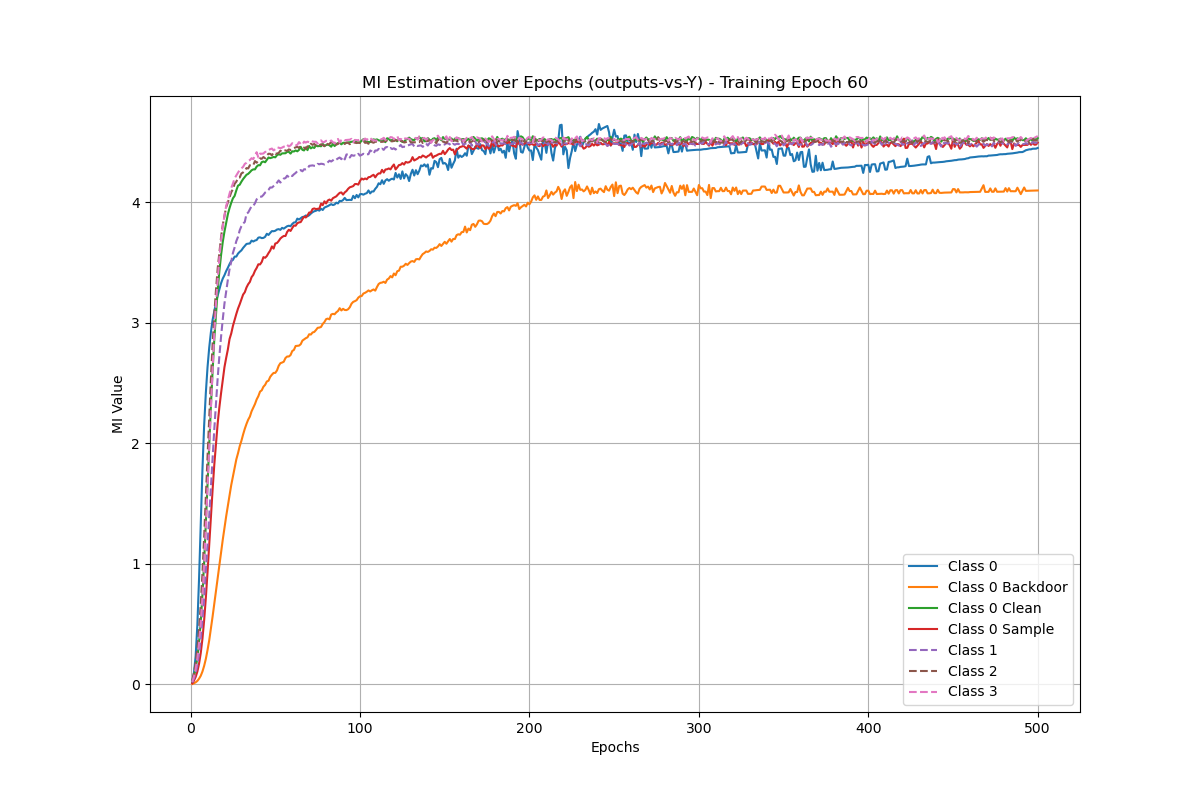 MI Estimation over Epochs (outputs-vs-Y) - Training Epoch 60
MI Value
4
3
2
1
0
0 100 200 300 400 500
Epochs
Class 0
Class 0 Backdoor
Class 0 Clean
Class 0 Sample
Class 1
Class 2
Class 3